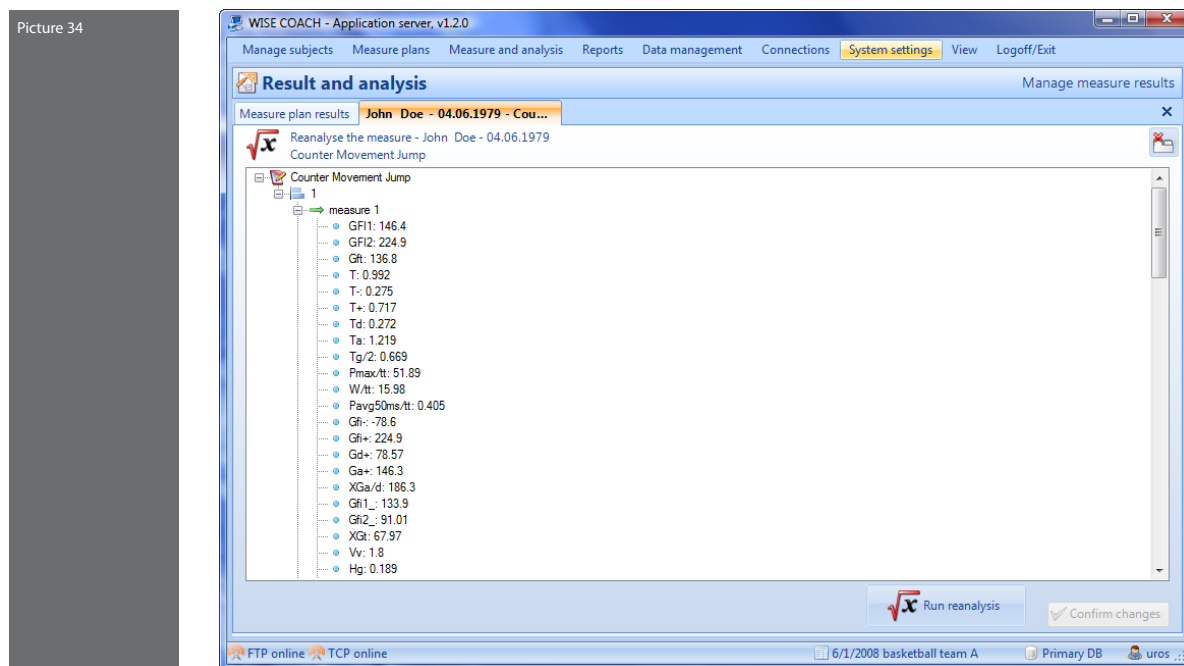 Picture 34
WISE COACH - Application server, v1.2.0
Manage subjects Measure plans Measure and analysis Reports Data management Connections System settings View Logoff/Exit
Result and analysis Manage measure results
Measure plan results John Doe - 04.06.1979 - Cou...
Reanalyse the measure - John Doe - 04.06.1979
Counter Movement Jump
Counter Movement Jump
1
measure 1
GFI1: 146.4
GFI2: 224.9
Gft: 136.8
T: 0.992
T-: 0.275
T+: 0.717
Td: 0.272
Ta: 1.219
Tg/2: 0.669
Pmax/tt: 51.89
W/tt: 15.98
Pavg50ms/tt: 0.405
Gfi-: -78.6
Gfi+: 224.9
Gd+: 78.57
Ga+: 146.3
XGa/d: 186.3
Gfi1_: 133.9
Gfi2_: 91.01
XGt: 67.97
Vv: 1.8
Hg: 0.189
Run reanalysis
Confirm changes
FTP online TCP online 6/1/2008 basketball team A Primary DB uros